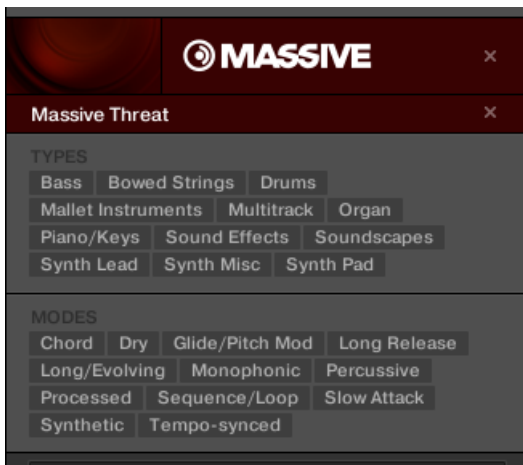 MASSIVE
Massive Threat
TYPES
Bass Bowed Strings Drums
Mallet Instruments Multitrack Organ
Piano/Keys Sound Effects Soundscapes
Synth Lead Synth Misc Synth Pad
MODES
Chord Dry Glide/Pitch Mod Long Release
Long/Evolving Monophonic Percussive
Processed Sequence/Loop Slow Attack
Synthetic Tempo-synced